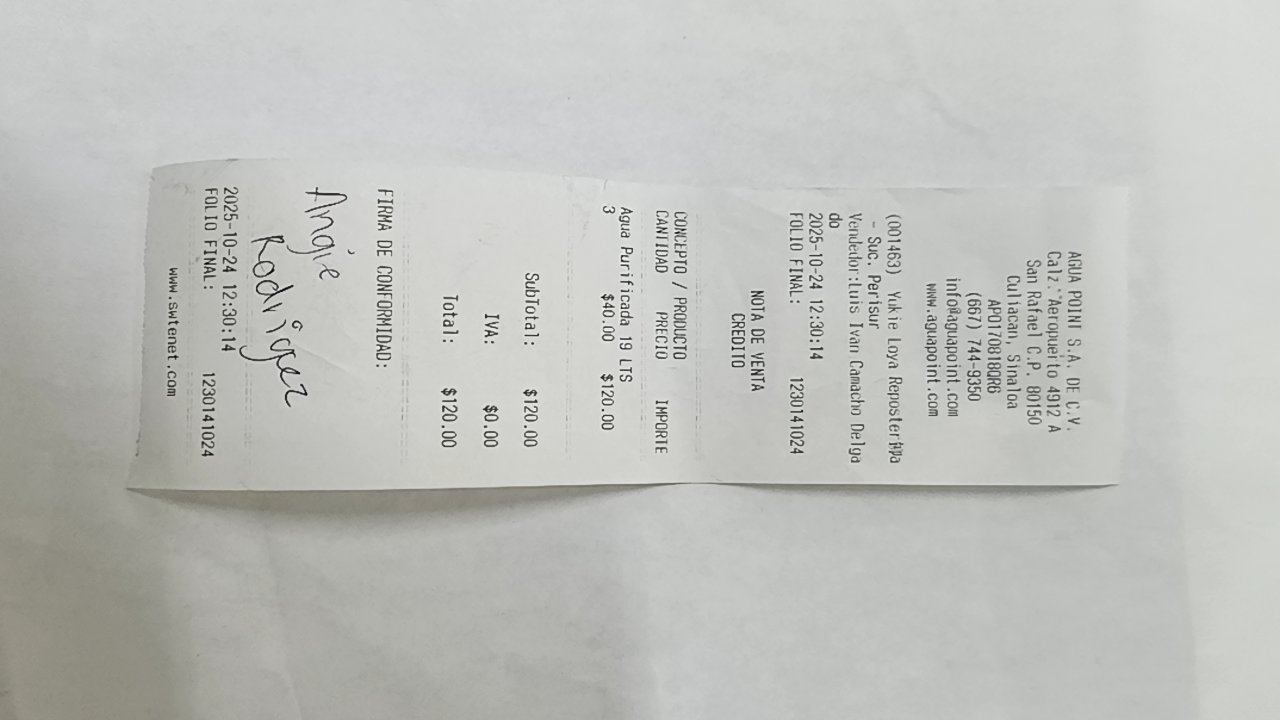 AGUA POINT S.A. DE C.V.
Calz. Aeropuerto 4912 A
San Rafael C.P. 80150
Culiacan, Sinaloa
APO170818QR6
(667) 744-9350
info@aguapoint.com
www.aguapoint.com
(001463) Yukie Loya
- Suc. Perisur
Vendedor:Luis Ivan Camacho Delga
do
2025-10-24 12:30:14
FOLIO FINAL: 1230141024
NOTA DE VENTA
CREDITO
CONCEPTO / PRODUCTO
CANTIDAD PRECIO IMPORTE
Agua Purificada 19 LTS
3 $40.00 $120.00
SubTotal: $120.00
IVA: $0.00
Total: $120.00
FIRMA DE CONFORMIDAD:
Angie
Rodriguez
2025-10-24 12:30:14
FOLIO FINAL: 1230141024
www.swtenet.com